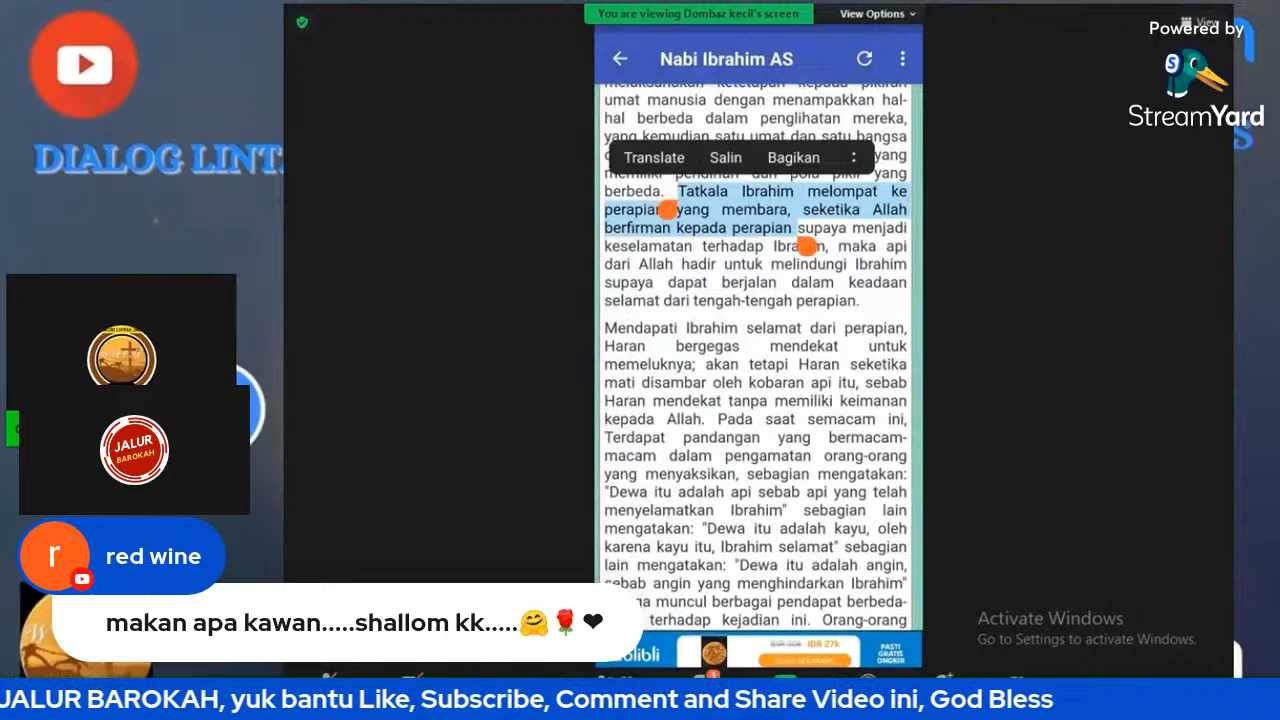 You are viewing Dombaz kecil's screen
View Options
View
Powered by
StreamYard
DIALOG LINT
Nabi Ibrahim AS
umat manusia dengan menampakkan hal-
hal berbeda dalam penglihatan mereka,
yang kemudian satu umat dan satu bangsa
Translate Salin Bagikan
yang
yang
berbeda. Tatkala Ibrahim melompat ke
perapian yang membara, seketika Allah
berfirman kepada perapian supaya menjadi
keselamatan terhadap Ibrahim, maka api
dari Allah hadir untuk melindungi Ibrahim
supaya dapat berjalan dalam keadaan
selamat dari tengah-tengah perapian.
Mendapati Ibrahim selamat dari perapian,
Haran bergegas mendekat untuk
memeluknya; akan tetapi Haran seketika
mati disambar oleh kobaran api itu, sebab
Haran mendekat tanpa memiliki keimanan
kepada Allah. Pada saat semacam ini,
Terdapat pandangan yang bermacam-
macam dalam pengamatan orang-orang
yang menyaksikan, sebagian mengatakan:
"Dewa itu adalah api sebab api yang telah
menyelamatkan Ibrahim" sebagian lain
mengatakan: "Dewa itu adalah kayu, oleh
karena kayu itu, Ibrahim selamat" sebagian
lain mengatakan: "Dewa itu adalah angin,
sebab angin yang menghindarkan Ibrahim"
muncul berbagai pendapat berbeda-
terhadap kejadian ini. Orang-orang
IDR 27k
PASTI
GRATIS
ONGKIR
JALUR
BAROKAH
r
red wine
makan apa kawan.....shallom kk.....🤗🌹❤
Activate Windows
Go to Settings to activate Windows.
JALUR BAROKAH, yuk bantu Like, Subscribe, Comment and Share Video ini, God Bless